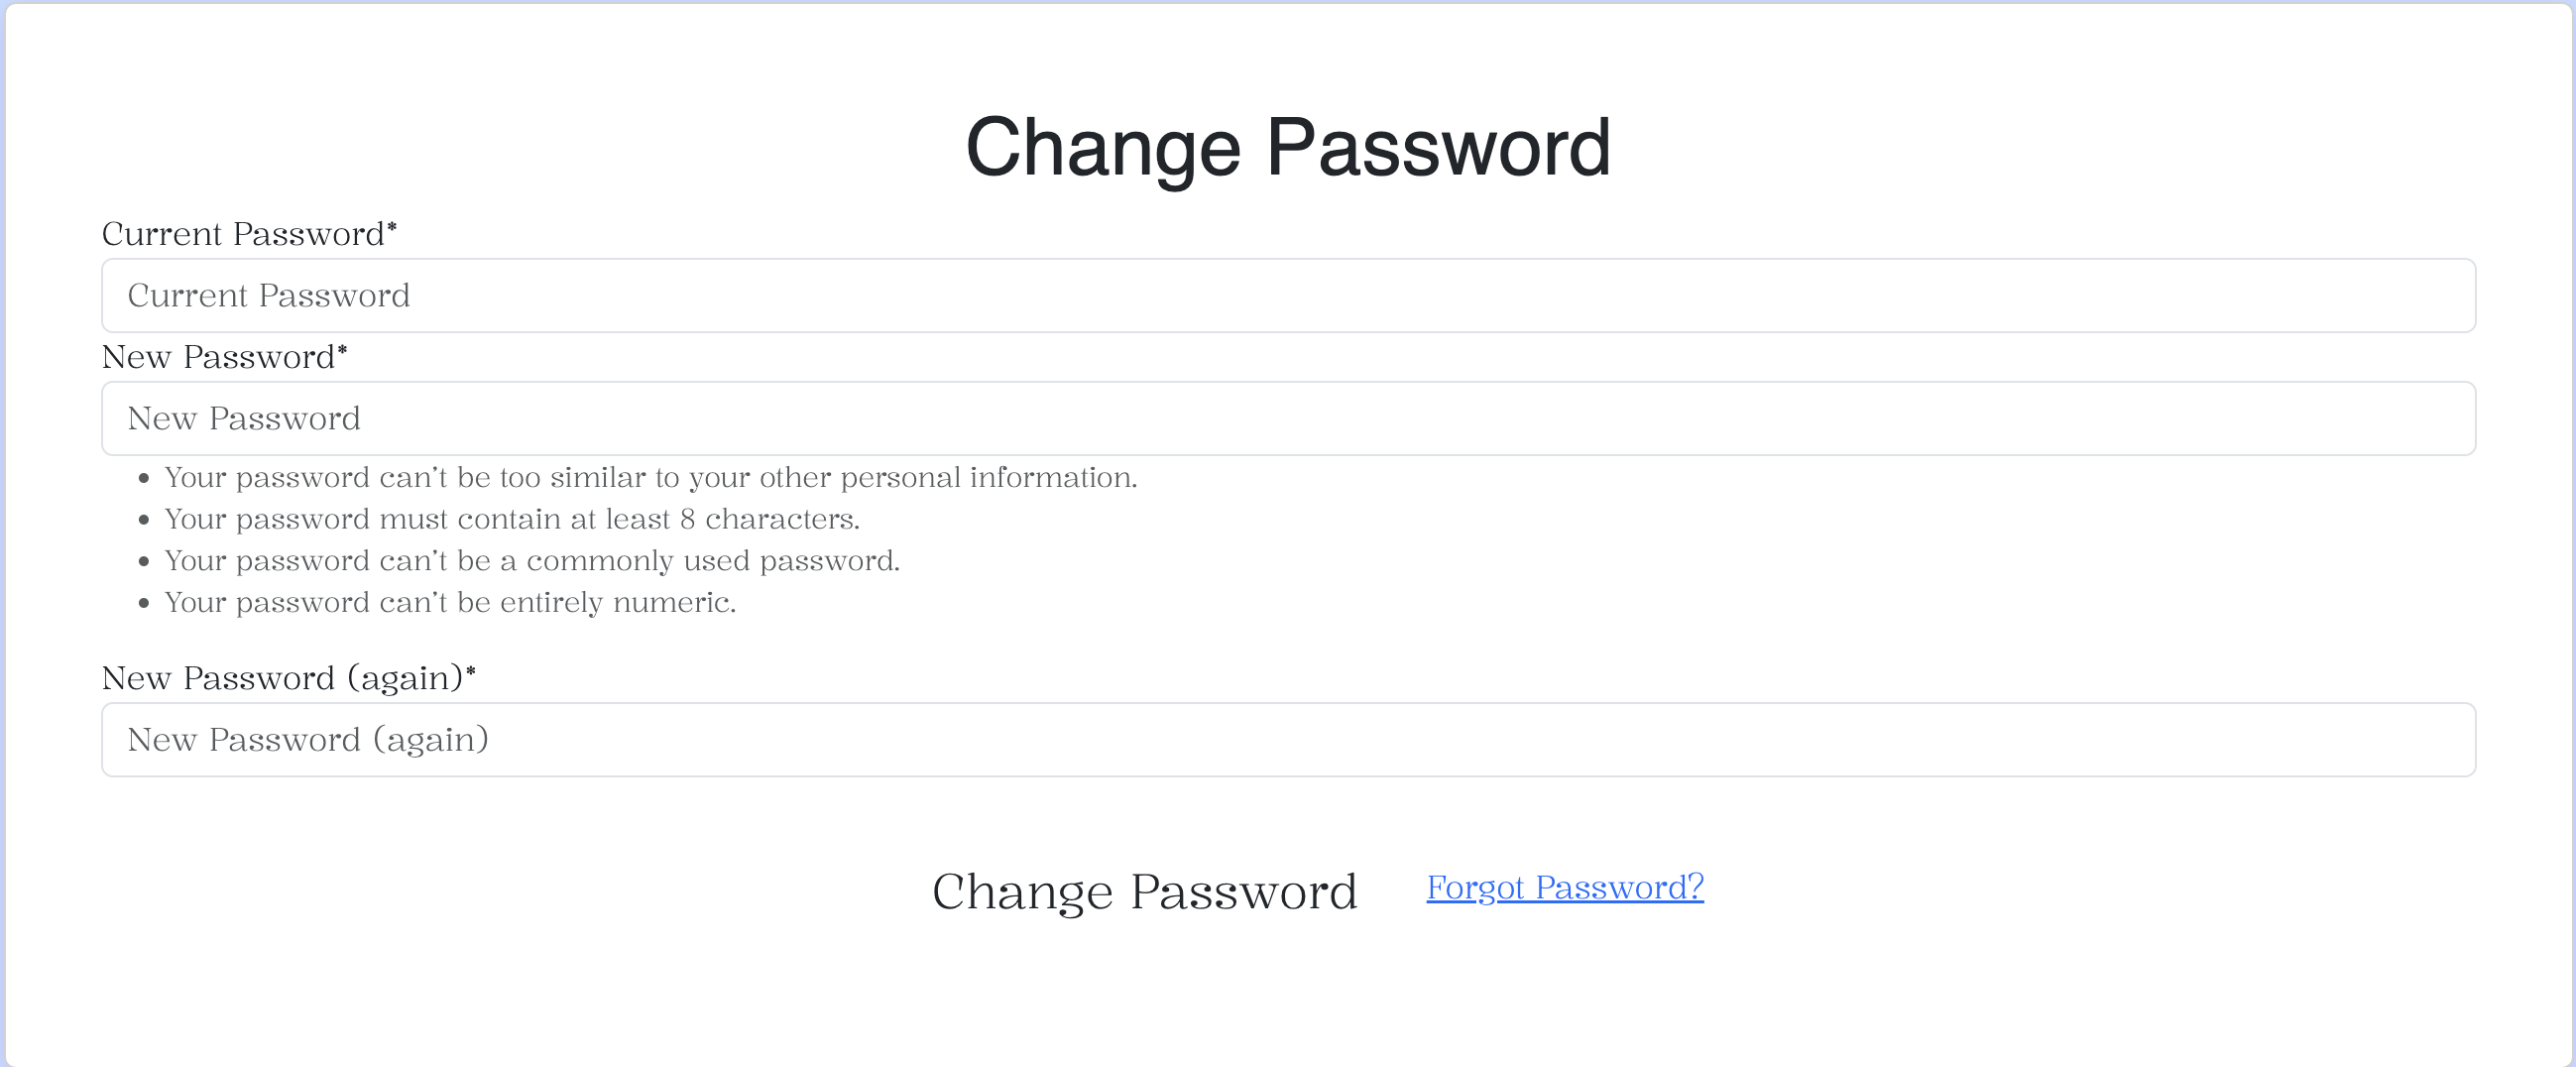 Change Password
Current Password*
Current Password
New Password*
New Password
Your password can't be too similar to your other personal information.
Your password must contain at least 8 characters.
Your password can't be a commonly used password.
Your password can't be entirely numeric.
New Password (again)*
New Password (again)
Change Password Forgot Password?